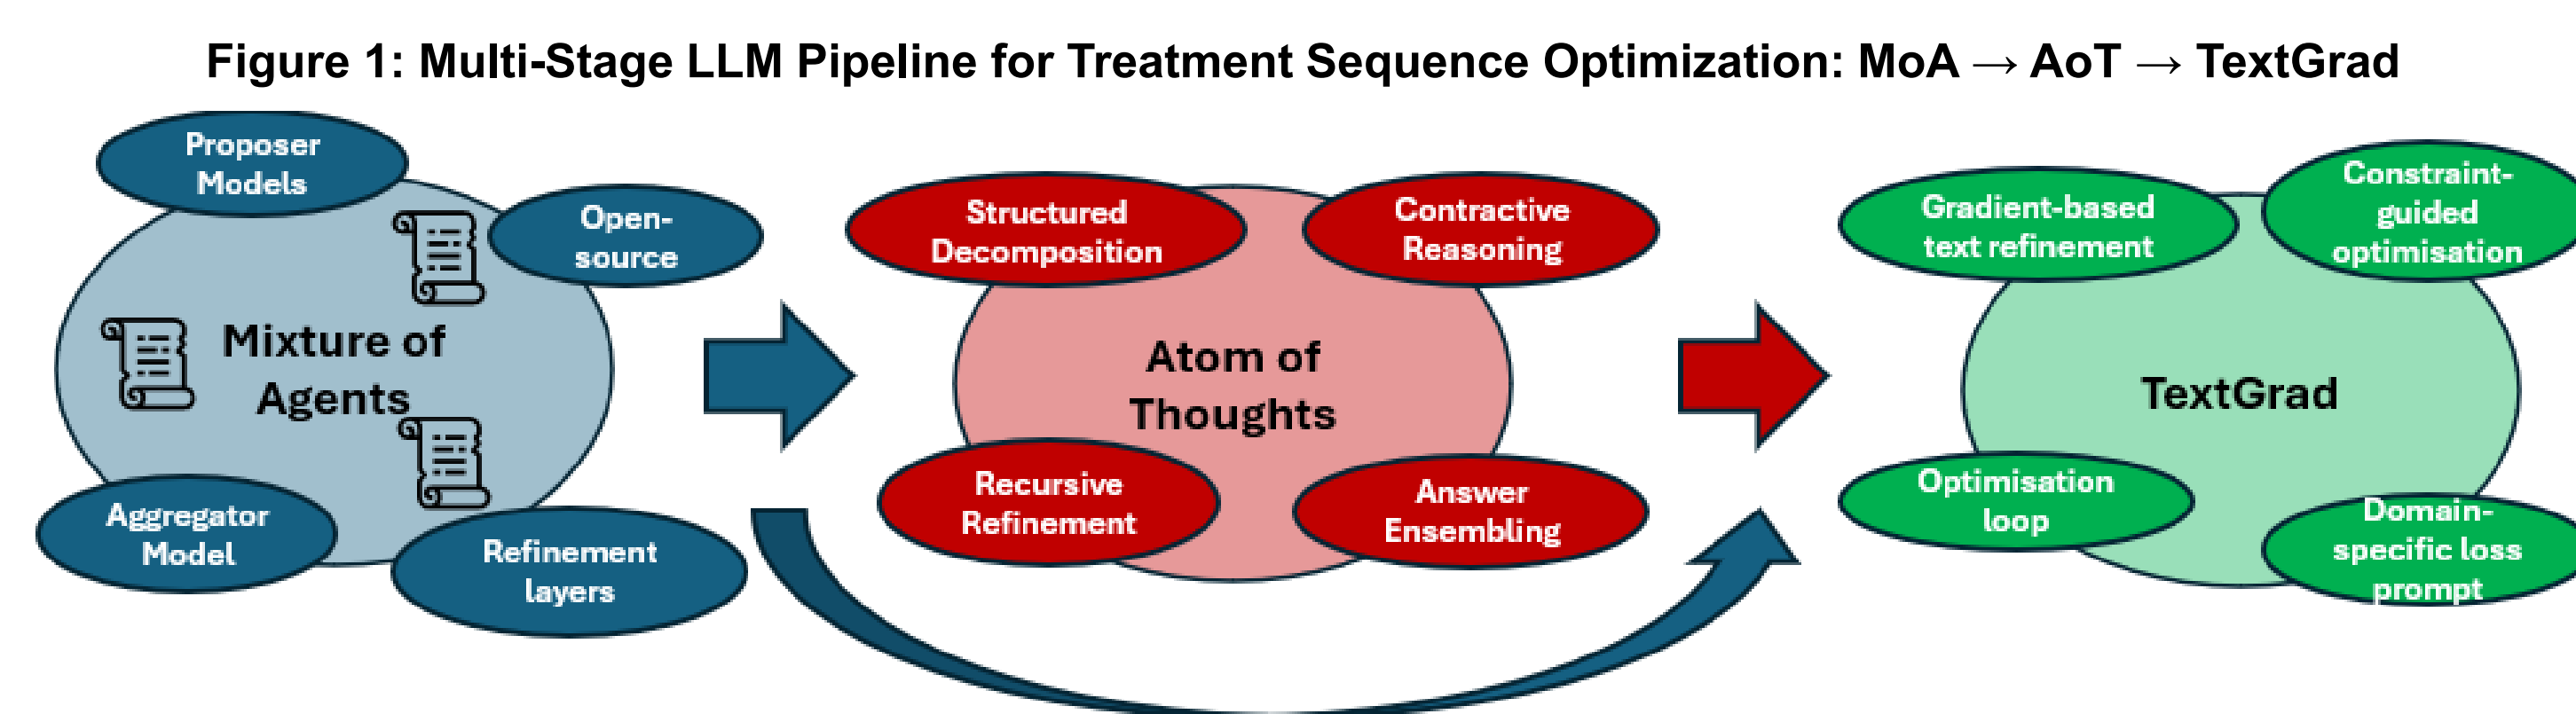 Figure 1: Multi-Stage LLM Pipeline for Treatment Sequence Optimization: MoA → AoT → TextGrad
Proposer
Models
Open-
source
Mixture of
Agents
Aggregator
Model
Refinement
layers
Structured
Decomposition
Contractive
Reasoning
Atom of
Thoughts
Recursive
Refinement
Answer
Ensembling
Gradient-based
text refinement
Constraint-
guided
optimisation
TextGrad
Optimisation
loop
Domain-
specific loss
prompt